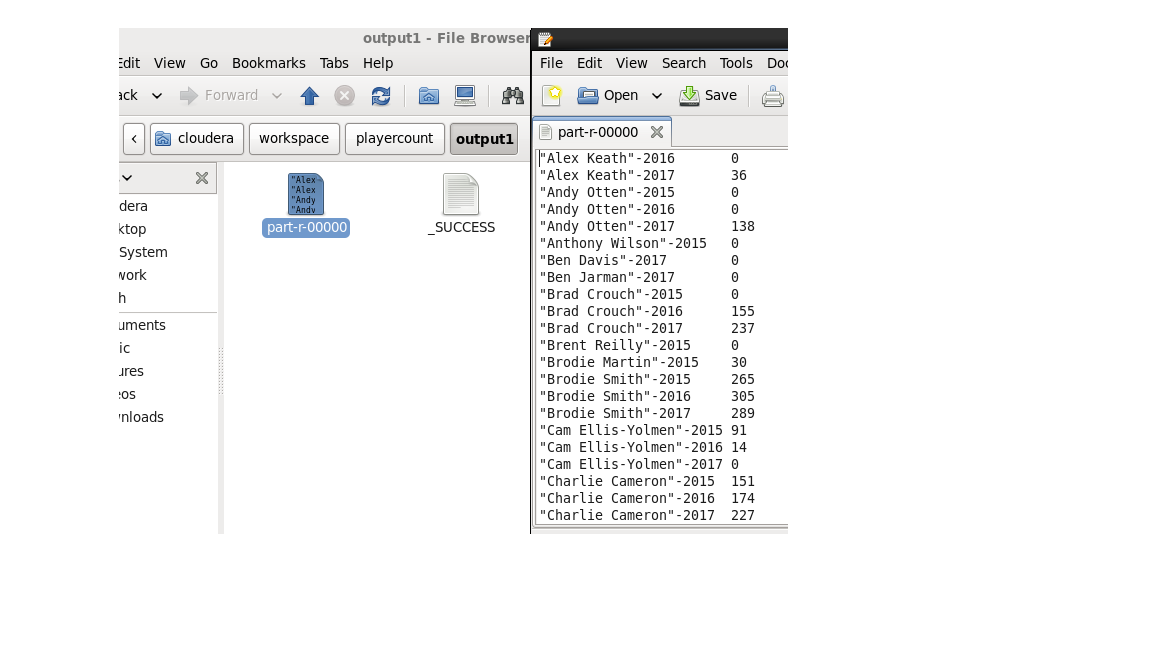 output1 - File Browser
Edit View Go Bookmarks Tabs Help
ack Forward
cloudera workspace playercount output1
dera
ktop
System
work
h
uments
ic
ures
eos
vnloads
"Alex
"Alex
"Andy
"Andy
part-r-00000
_SUCCESS
File Edit View Search Tools Doc
Open Save
part-r-00000
"Alex Keath"-2016 0
"Alex Keath"-2017 36
"Andy Otten"-2015 0
"Andy Otten"-2016 0
"Andy Otten"-2017 138
"Anthony Wilson"-2015 0
"Ben Davis"-2017 0
"Ben Jarman"-2017 0
"Brad Crouch"-2015 0
"Brad Crouch"-2016 155
"Brad Crouch"-2017 237
"Brent Reilly"-2015 0
"Brodie Martin"-2015 30
"Brodie Smith"-2015 265
"Brodie Smith"-2016 305
"Brodie Smith"-2017 289
"Cam Ellis-Yolmen"-2015 91
"Cam Ellis-Yolmen"-2016 14
"Cam Ellis-Yolmen"-2017 0
"Charlie Cameron"-2015 151
"Charlie Cameron"-2016 174
"Charlie Cameron"-2017 227